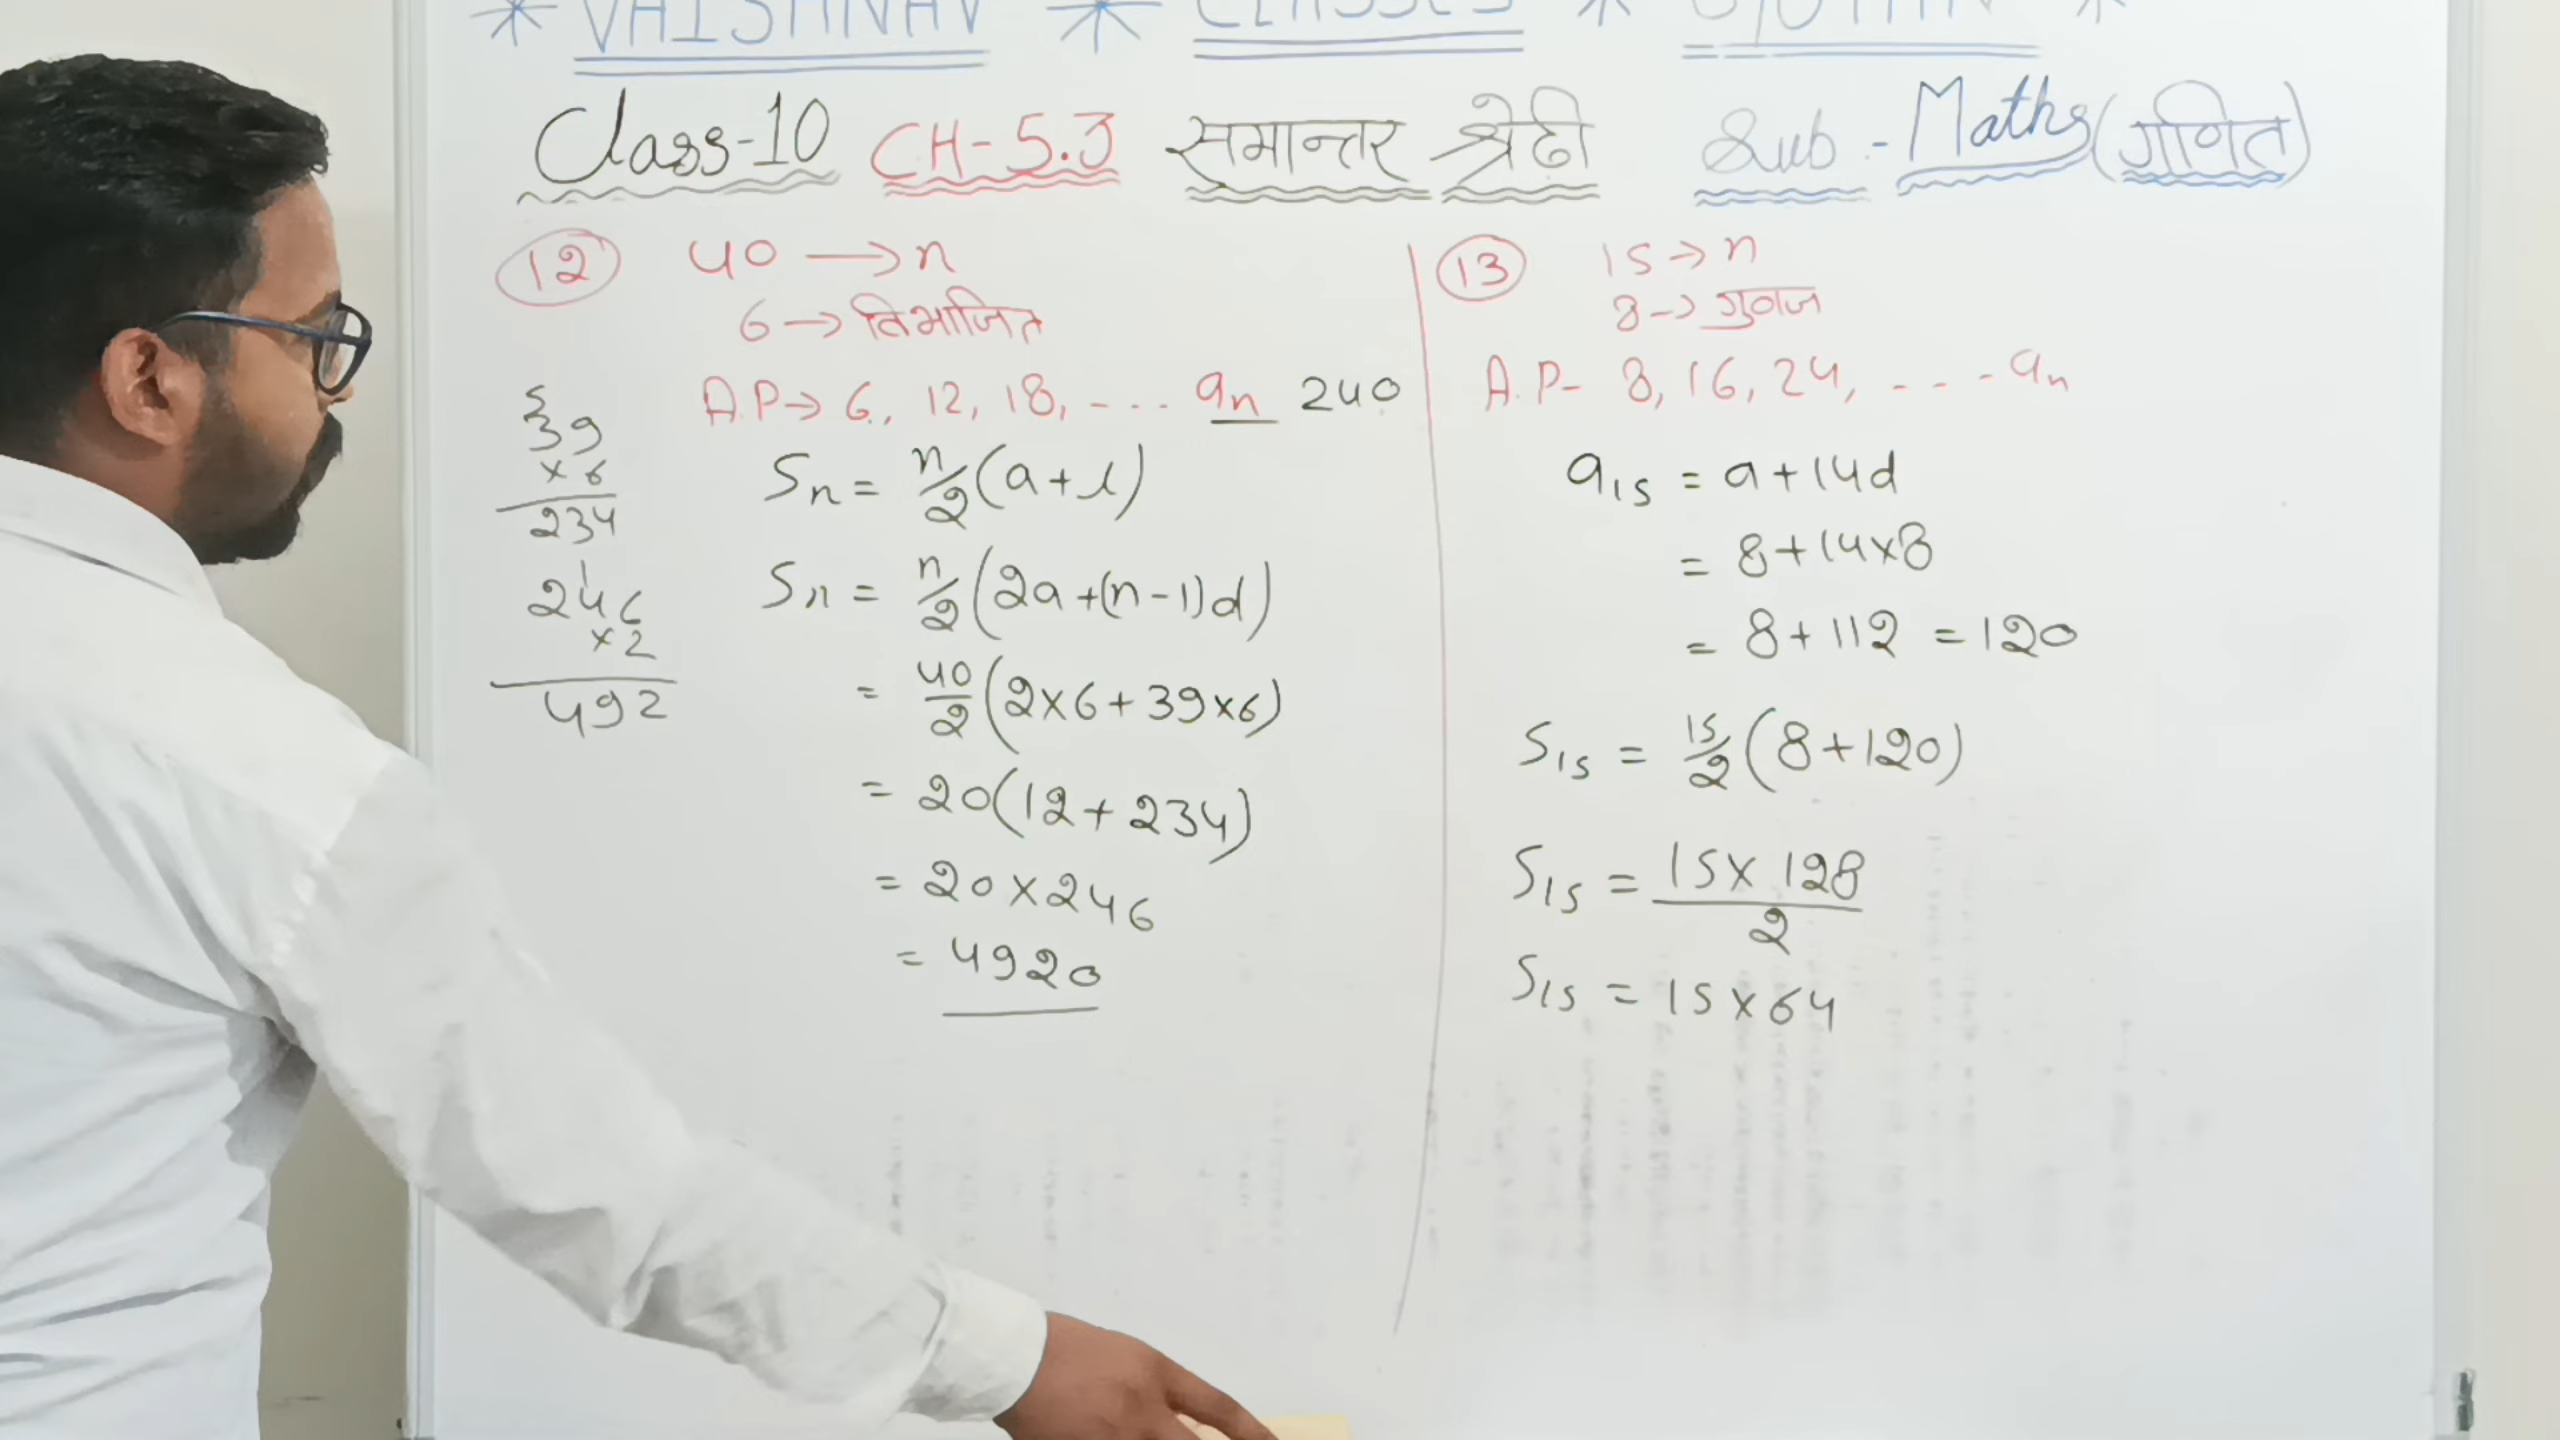 * VAISHNAV * CLASSES *
Class-10 CH-5.3 समान्तर श्रेढी Sub - Maths (गणित)
12 40 → n
6 → विभाजित
A.P → 6, 12, 18, - ... an 240
Sn = n/2 (a + l)
Sn = n/2 (2a + (n-1)d)
= 40/2 (2×6 + 39×6)
= 20(12 + 234)
= 20 × 246
= 4920
39
× 6
234
1
246
×2
492
13 15 → n
8 → गुणज
A.P - 8, 16, 24, - - - an
a15 = a + 14d
= 8 + 14×8
= 8 + 112 = 120
S15 = 15/2 (8 + 120)
S15 = 15 × 128 / 2
S15 = 15 × 64